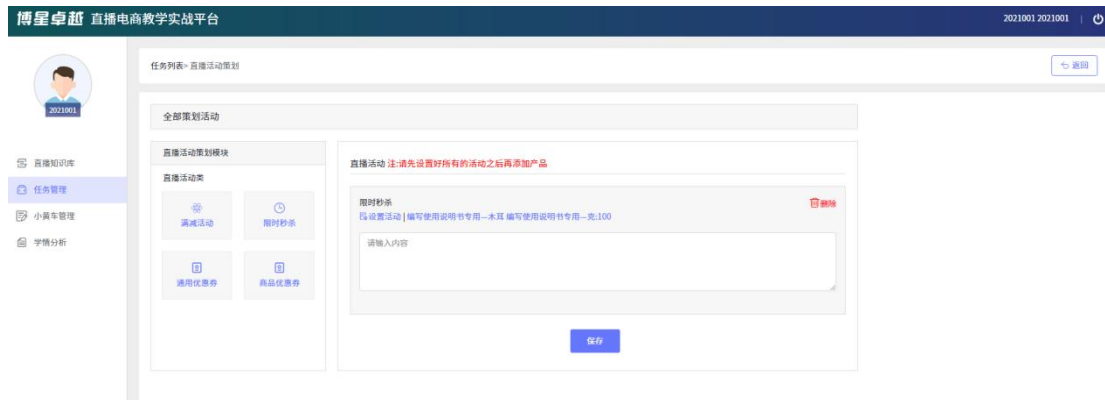 博星卓越 直播电商教学实战平台
2021001 2021001
2021001
直播知识库
任务管理
小黄车管理
学情分析
任务列表> 直播活动策划
返回
全部策划活动
直播活动策划模块
直播活动类
满减活动
限时秒杀
通用优惠券
商品优惠券
直播活动 注:请先设置好所有的活动之后再添加产品
限时秒杀
删除
设置活动 | 编写使用说明书专用--木耳 编写使用说明书专用--克:100
请输入内容
保存